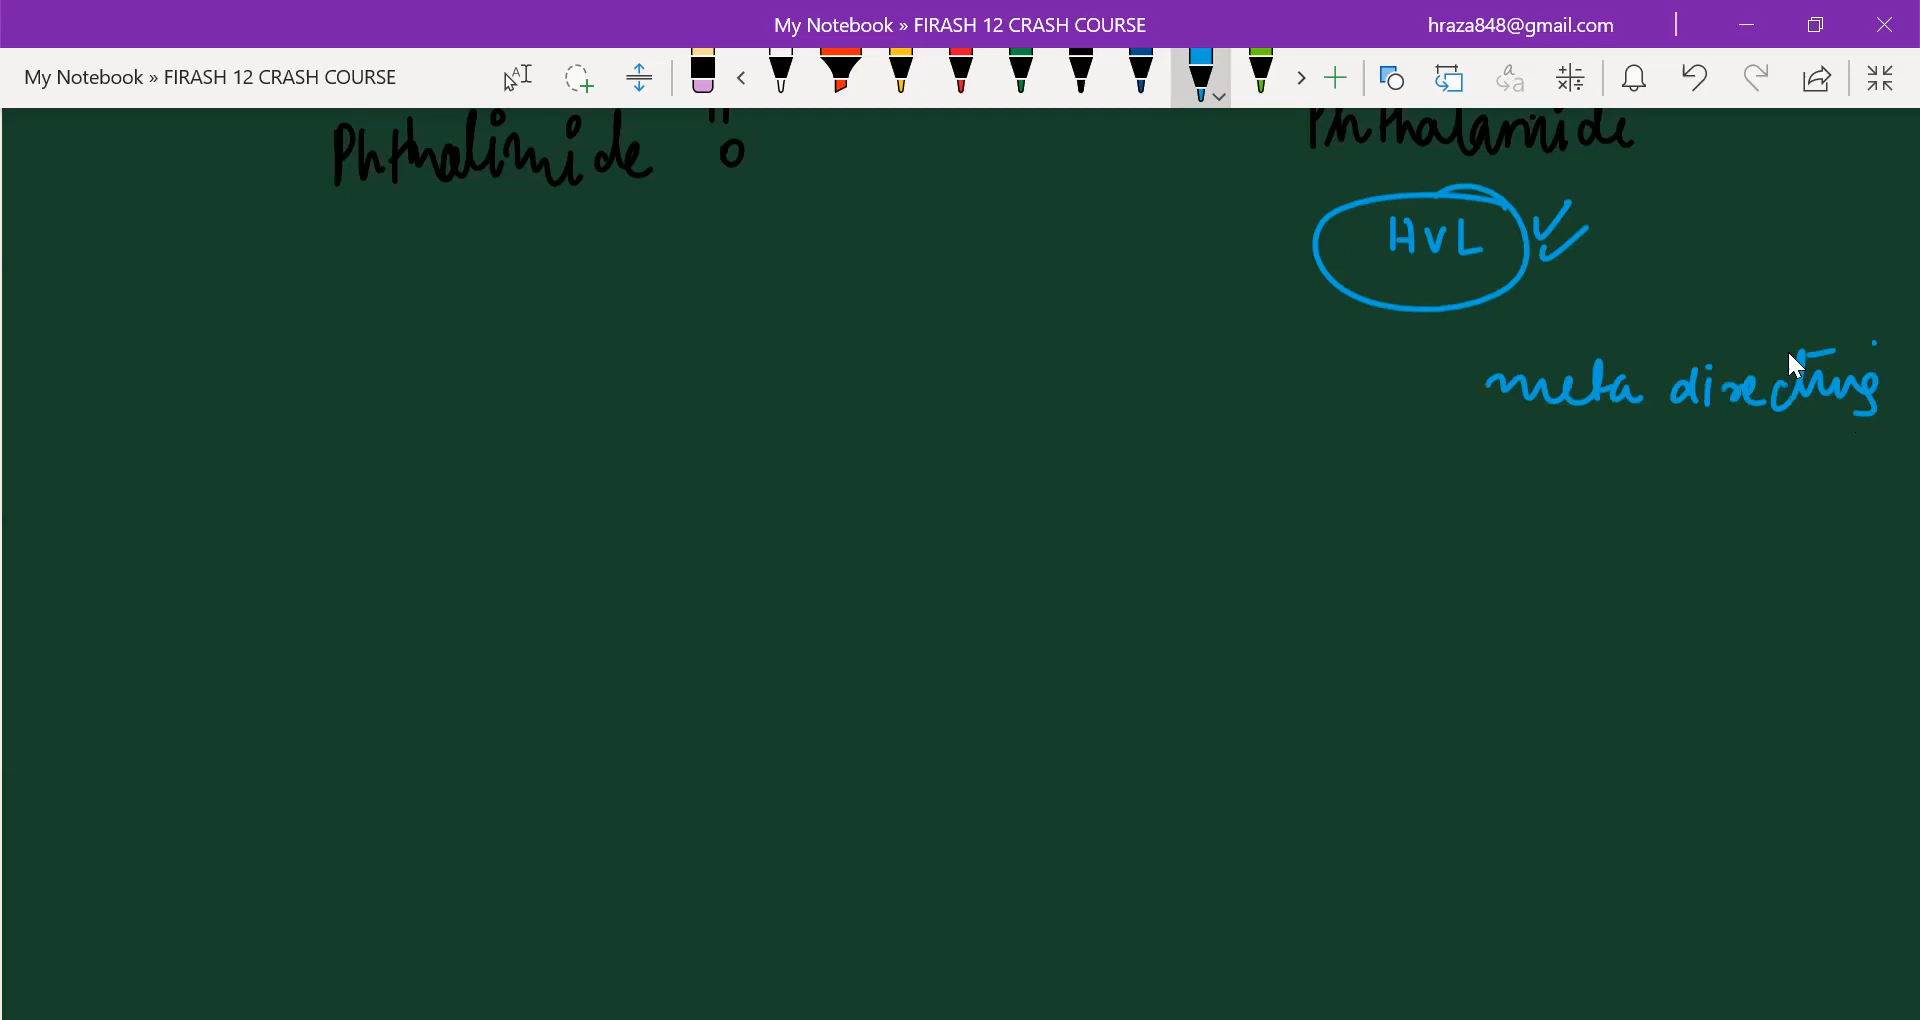 My Notebook » FIRASH 12 CRASH COURSE
hraza848@gmail.com
My Notebook » FIRASH 12 CRASH COURSE
Phthalimide
O
Phthalamide
HVL
meta directing